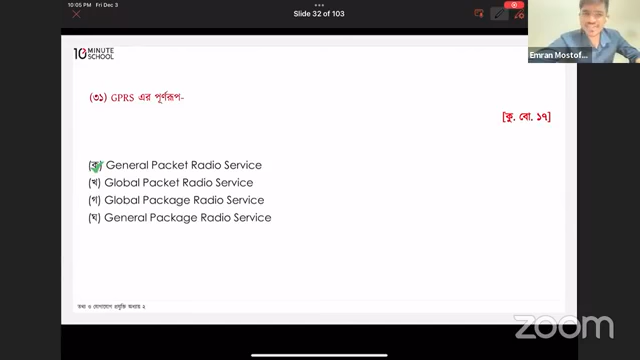 10:05 PM Fri Dec 3
Slide 32 of 103
10 MINUTE SCHOOL
Emran Mostof...
(৩১) GPRS এর পূর্ণরূপ-
[কু. বো. ১৭]
(ক) General Packet Radio Service
(খ) Global Packet Radio Service
(গ) Global Package Radio Service
(ঘ) General Package Radio Service
তথ্য ও যোগাযোগ প্রযুক্তি অধ্যায় ২
zoom